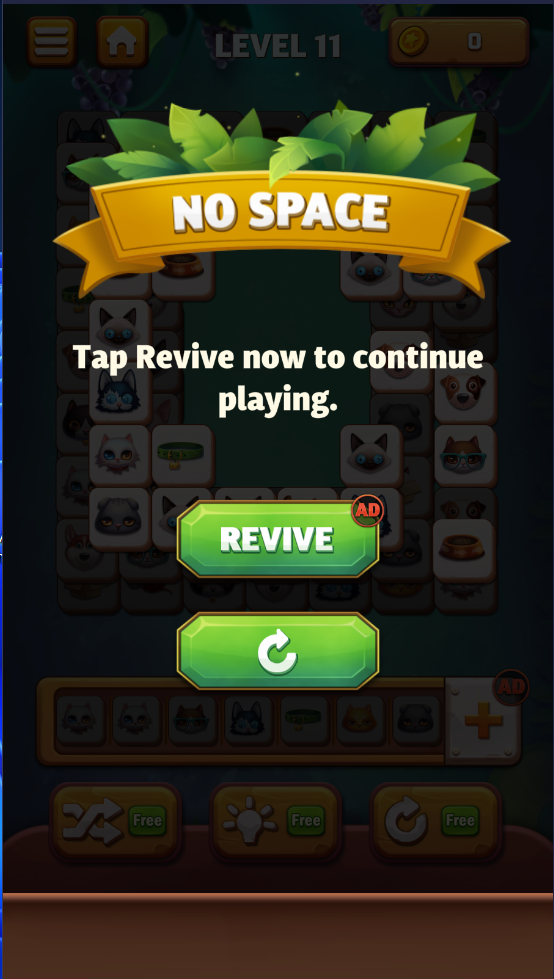 LEVEL 11
0
NO SPACE
Tap Revive now to continue
playing.
AD
REVIVE
AD
Free
Free
Free